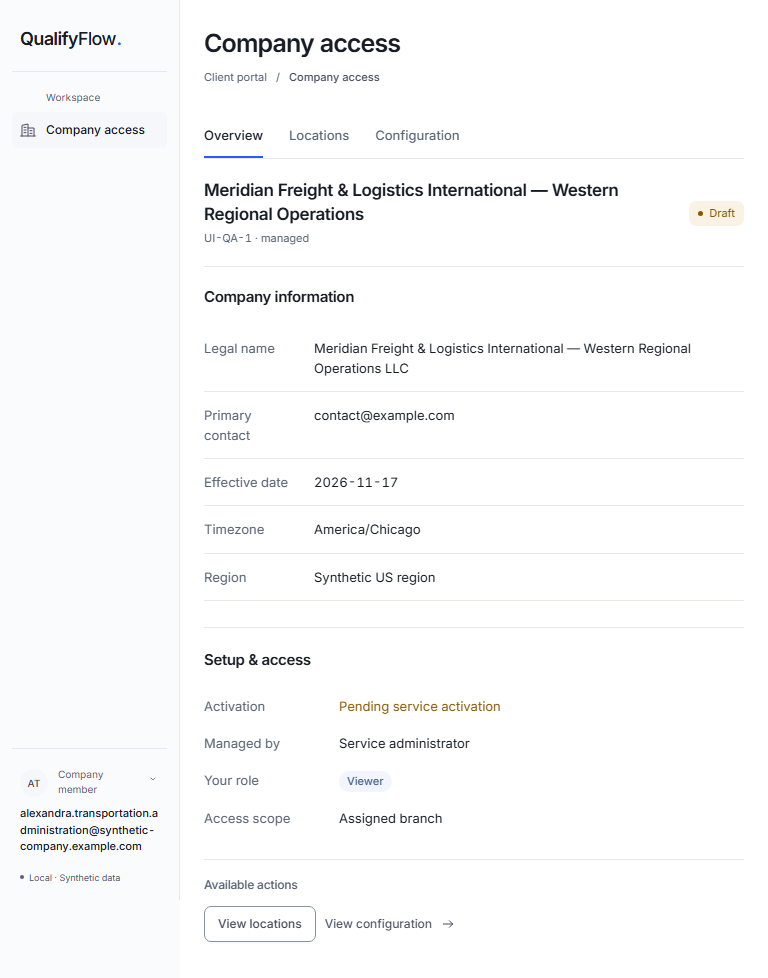 QualifyFlow.
Workspace
Company access
Company access
Client portal / Company access
Overview Locations Configuration
Meridian Freight & Logistics International — Western
Regional Operations
UI-QA-1 · managed
Draft
Company information
Legal name
Meridian Freight & Logistics International — Western Regional
Operations LLC
Primary
contact
contact@example.com
Effective date
2026-11-17
Timezone
America/Chicago
Region
Synthetic US region
Setup & access
Activation
Pending service activation
Managed by
Service administrator
Your role
Viewer
Access scope
Assigned branch
Available actions
View locations
View configuration →
AT
Company
member
alexandra.transportation.a
dministration@synthetic-
company.example.com
Local · Synthetic data